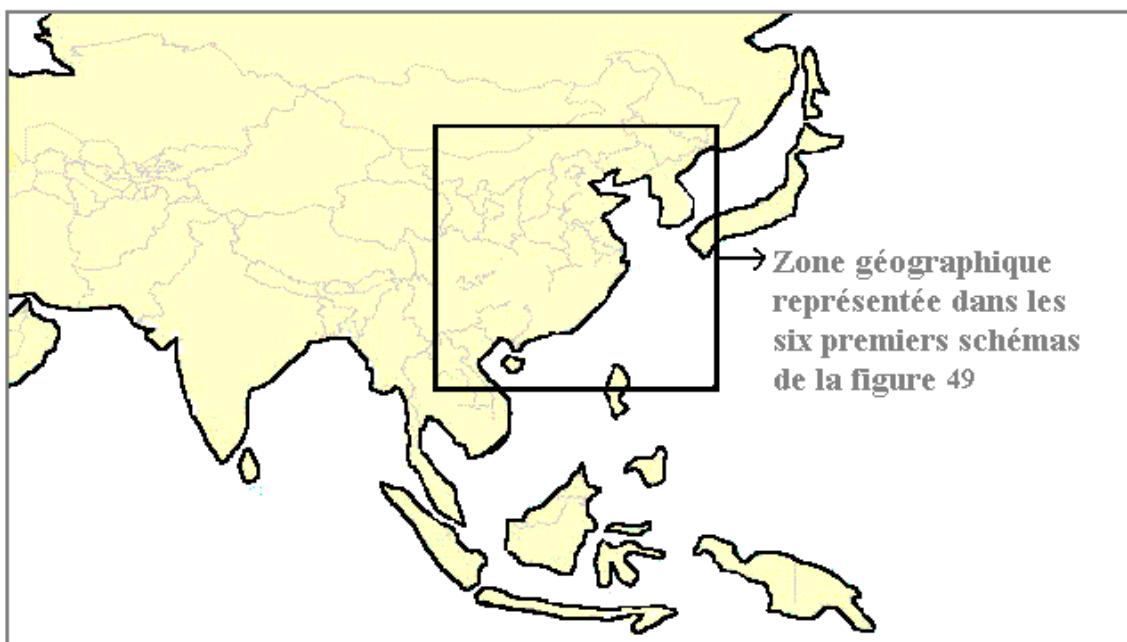 Zone géographique
représentée dans les
six premiers schémas
de la figure 49